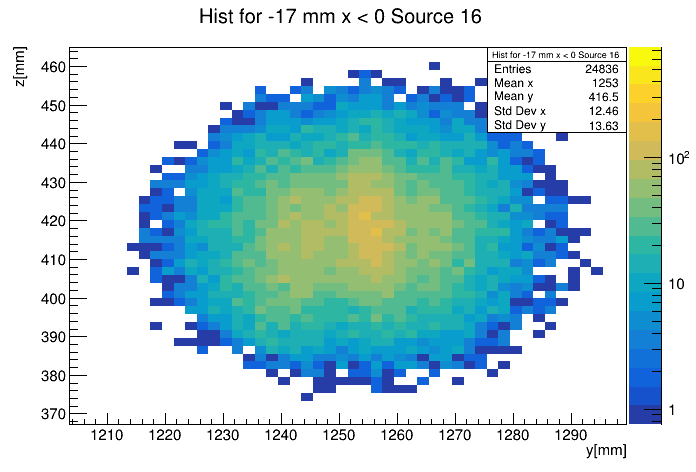 Hist for -17 mm x < 0 Source 16
z[mm]
460
450
440
430
420
410
400
390
380
370
Hist for -17 mm x < 0 Source 16
Entries 24836
Mean x 1253
Mean y 416.5
Std Dev x 12.46
Std Dev y 13.63
10²
10
1
1210 1220 1230 1240 1250 1260 1270 1280 1290
y[mm]